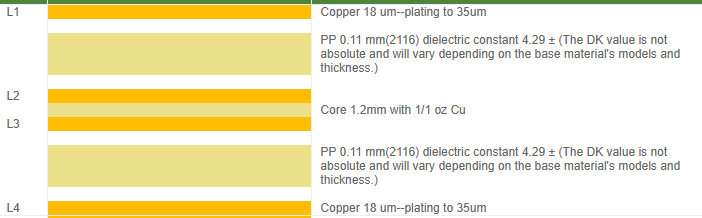 L1 Copper 18 um--plating to 35um
PP 0.11 mm(2116) dielectric constant 4.29 ± (The DK value is not
absolute and will vary depending on the base material's models and
thickness.)
L2
Core 1.2mm with 1/1 oz Cu
L3
PP 0.11 mm(2116) dielectric constant 4.29 ± (The DK value is not
absolute and will vary depending on the base material's models and
thickness.)
L4 Copper 18 um--plating to 35um